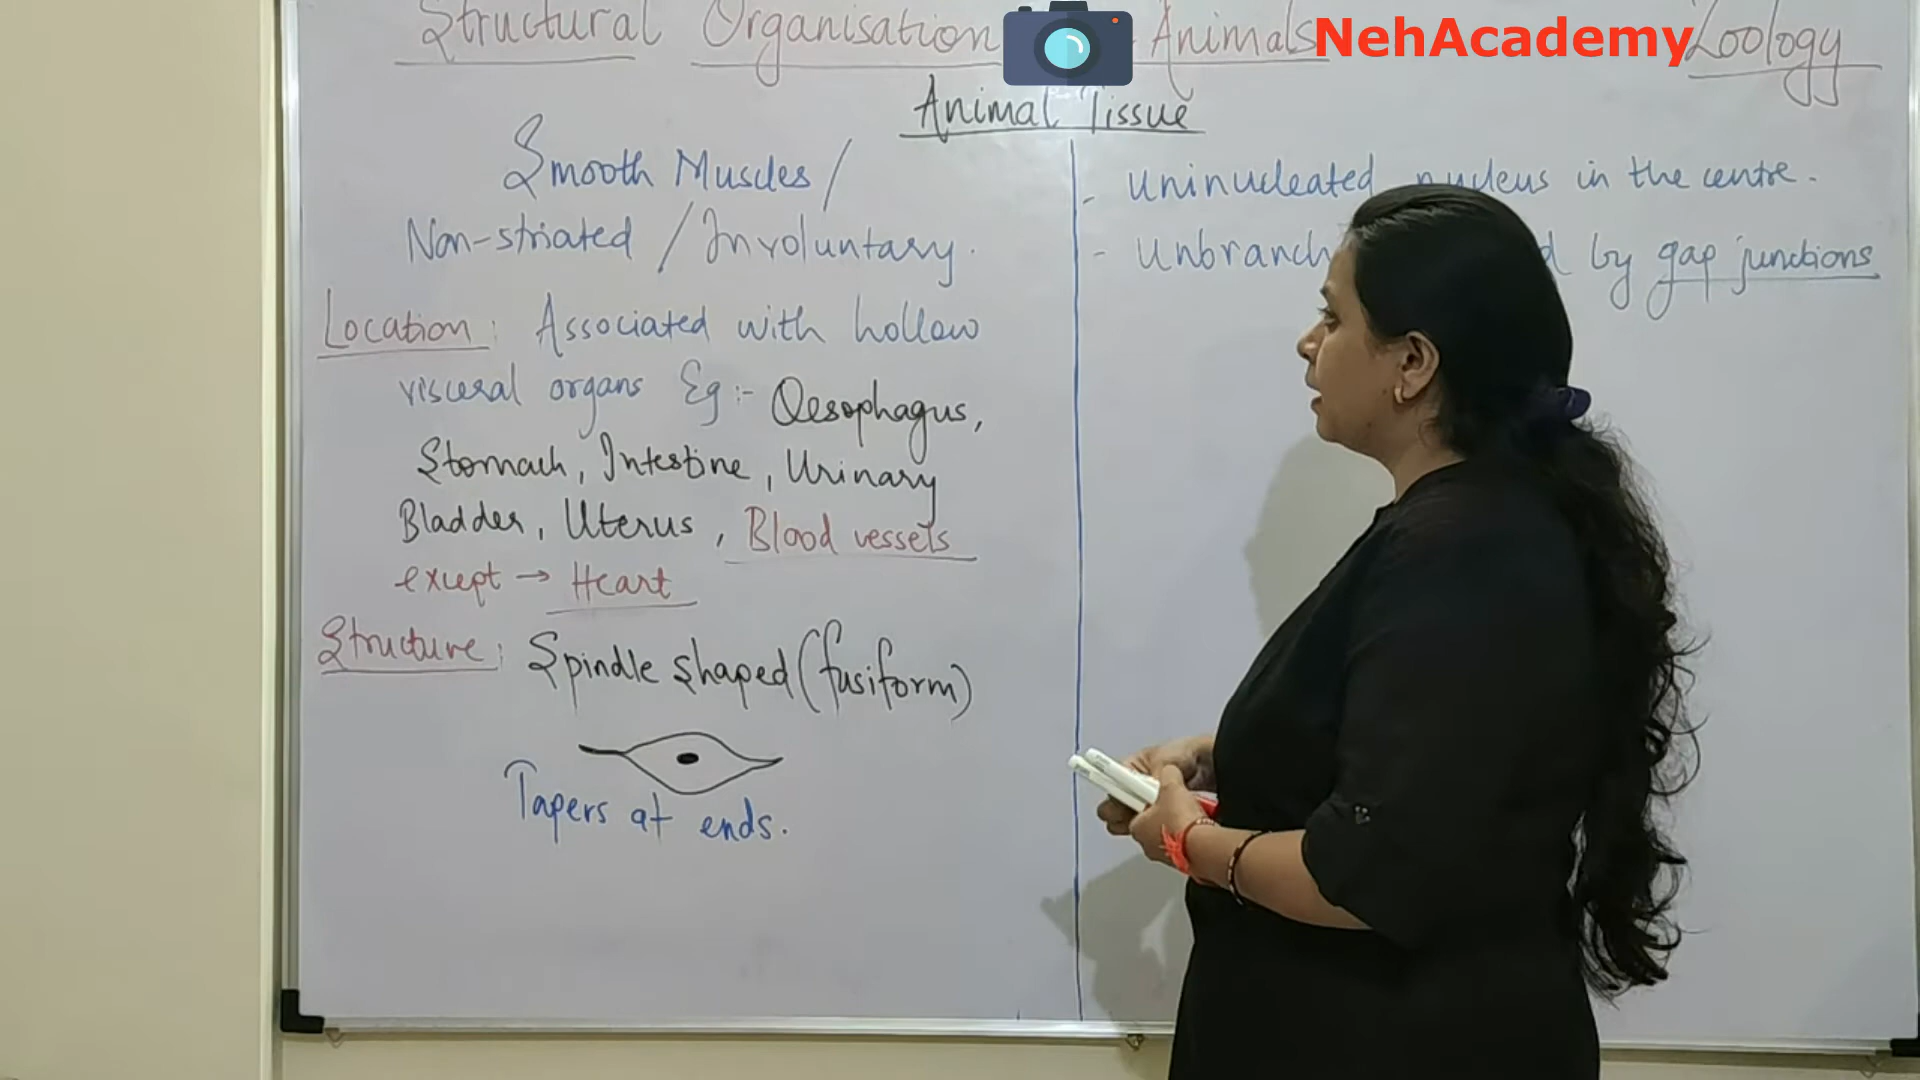 Structural Organisation Animals NehAcademy Zoology
Animal Tissue
Smooth Muscles /
Non-striated / Involuntary.
Location: Associated with hollow
visceral organs Eg:- Oesophagus,
Stomach, Intestine, Urinary
Bladder, Uterus, Blood vessels
except → Heart
Structure: Spindle shaped (fusiform)
Tapers at ends.
- Uninucleated nucleus in the centre.
- Unbranch by gap junctions